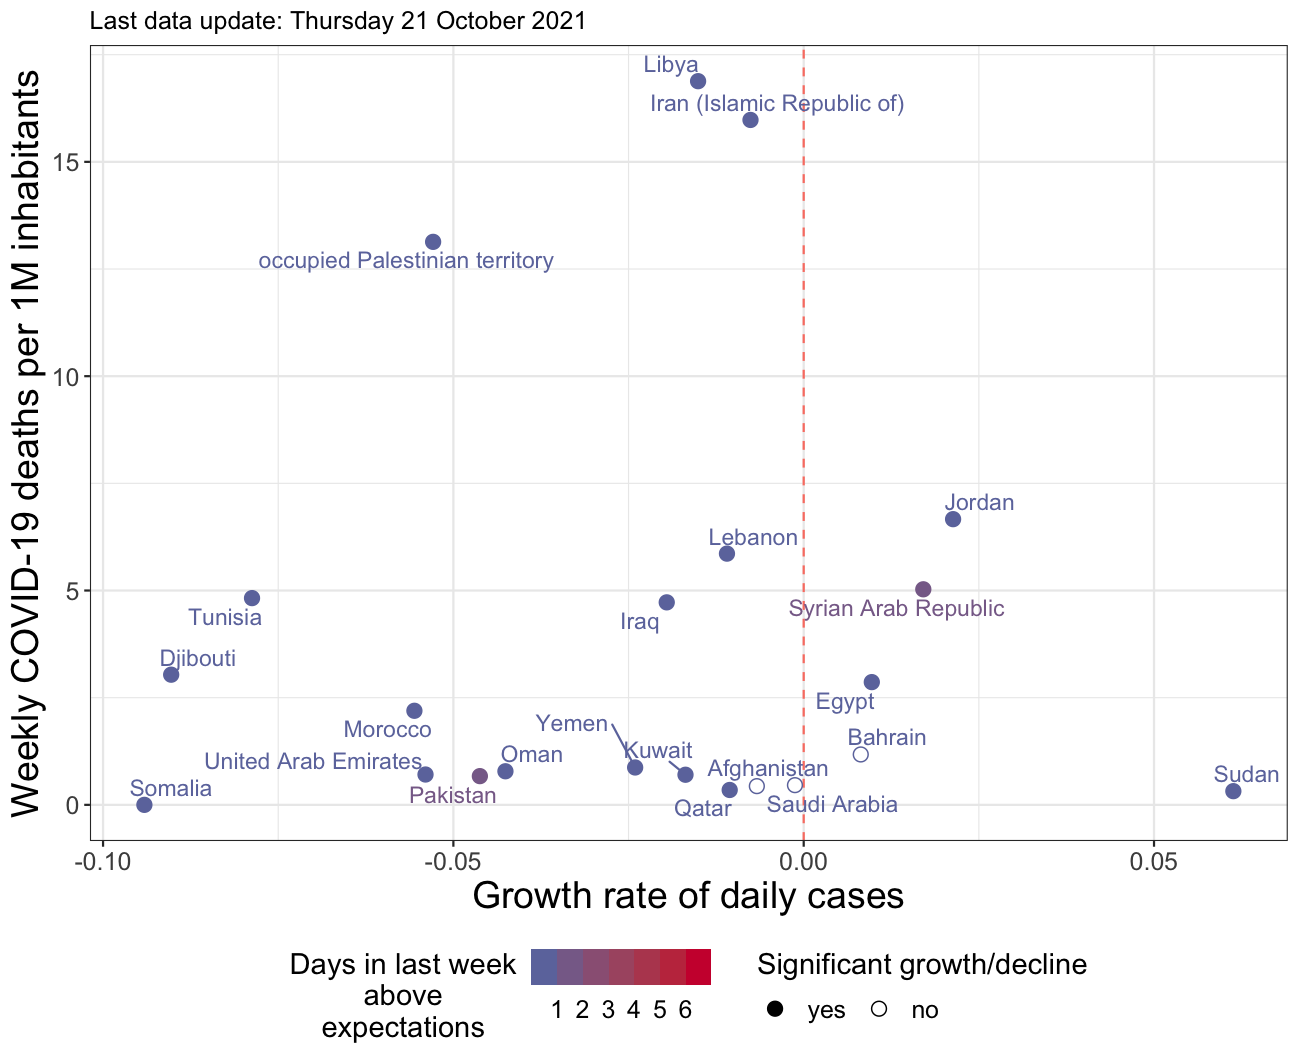 Last data update: Thursday 21 October 2021
Weekly COVID-19 deaths per 1M inhabitants
15
10
5
0
Libya
Iran (Islamic Republic of)
occupied Palestinian territory
Jordan
Lebanon
Syrian Arab Republic
Tunisia
Iraq
Djibouti
Egypt
Morocco
Yemen
Bahrain
Kuwait
Oman
United Arab Emirates
Afghanistan
Sudan
Somalia
Pakistan
Qatar
Saudi Arabia
-0.10 -0.05 0.00 0.05
Growth rate of daily cases
Days in last week
above
expectations
1 2 3 4 5 6
Significant growth/decline
yes no